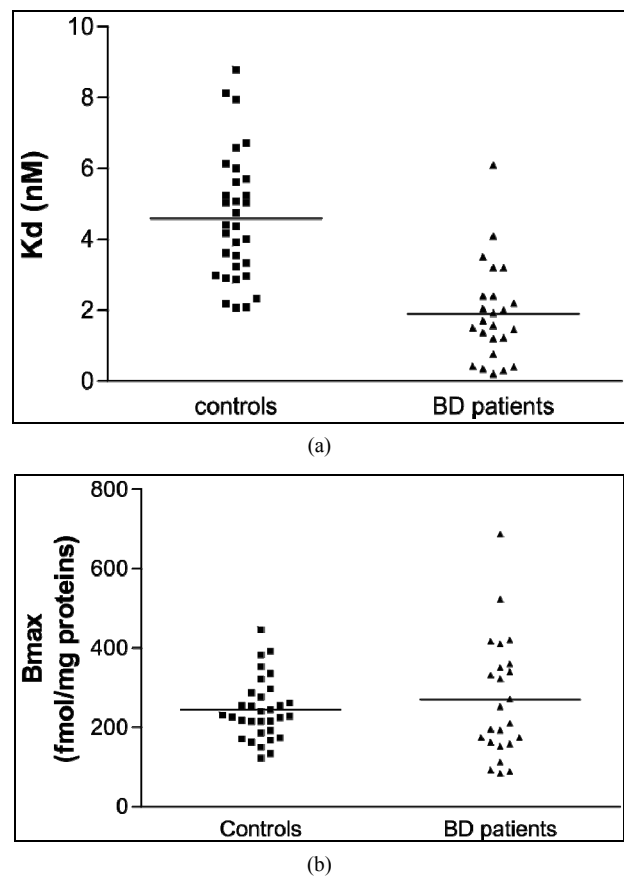 10
8
6
4
2
0
Kd (nM)
controls BD patients
(a)
800
600
400
200
0
Bmax
(fmol/mg proteins)
Controls BD patients
(b)